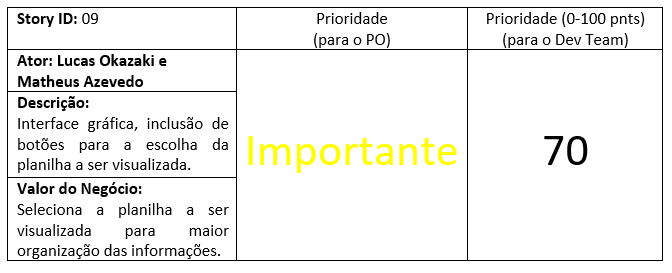 Story ID: 09
Prioridade
(para o PO)
Prioridade (0-100 pnts)
(para o Dev Team)
Ator: Lucas Okazaki e
Matheus Azevedo
Descrição:
Interface gráfica, inclusão de
botões para a escolha da
planilha a ser visualizada.
Valor do Negócio:
Seleciona a planilha a ser
visualizada para maior
organização das informações.
Importante
70